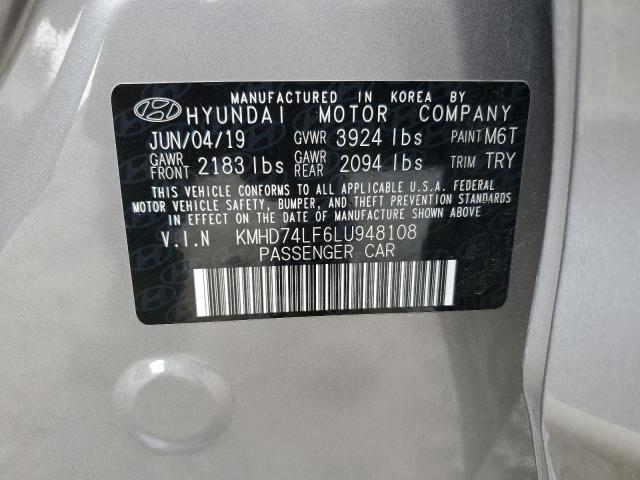 MANUFACTURED IN KOREA BY
HYUNDAI MOTOR COMPANY
JUN/04/19 GVWR 3924 lbs PAINT M6T
GAWR FRONT 2183 lbs GAWR REAR 2094 lbs TRIM TRY
THIS VEHICLE CONFORMS TO ALL APPLICABLE U.S.A. FEDERAL
MOTOR VEHICLE SAFETY, BUMPER, AND THEFT PREVENTION STANDARDS
IN EFFECT ON THE DATE OF MANUFACTURE SHOWN ABOVE.
V.I.N KMHD74LF6LU948108
PASSENGER CAR